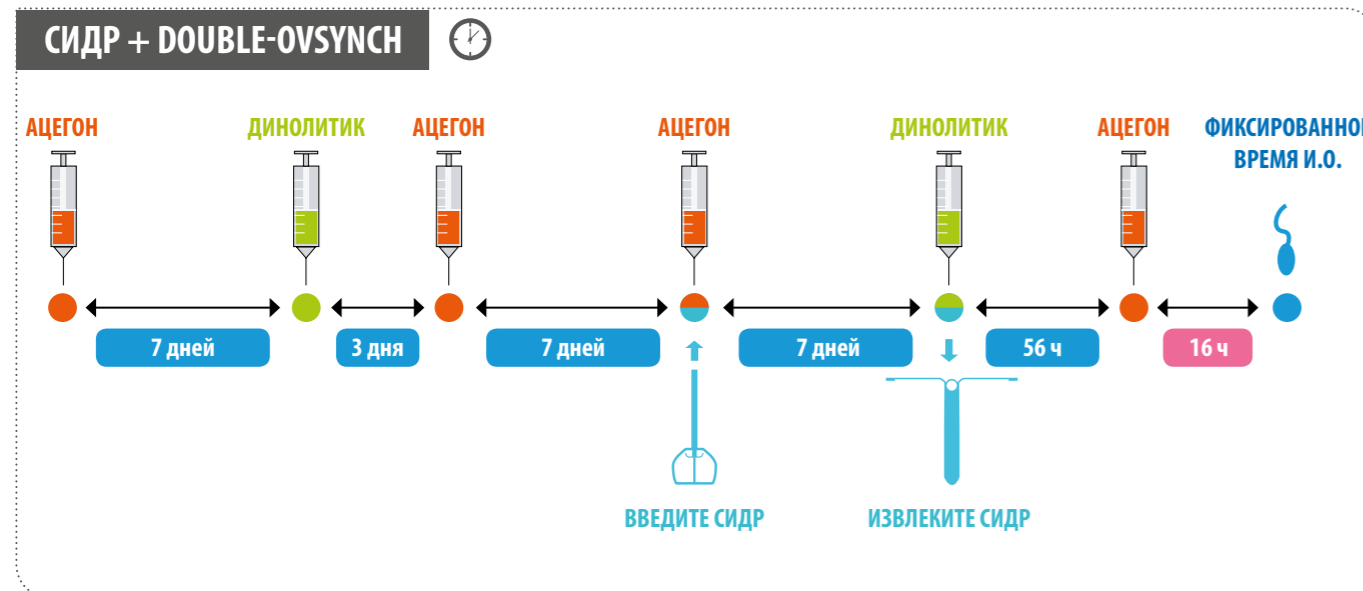 СИДР + DOUBLE-OVSYNCH
АЦЕГОН
ДИНОЛИТИК
АЦЕГОН
АЦЕГОН
ДИНОЛИТИК
АЦЕГОН
ФИКСИРОВАННОЕ
ВРЕМЯ И.О.
7 дней
3 дня
7 дней
7 дней
56 ч
16 ч
ВВЕДИТЕ СИДР
ИЗВЛЕКИТЕ СИДР